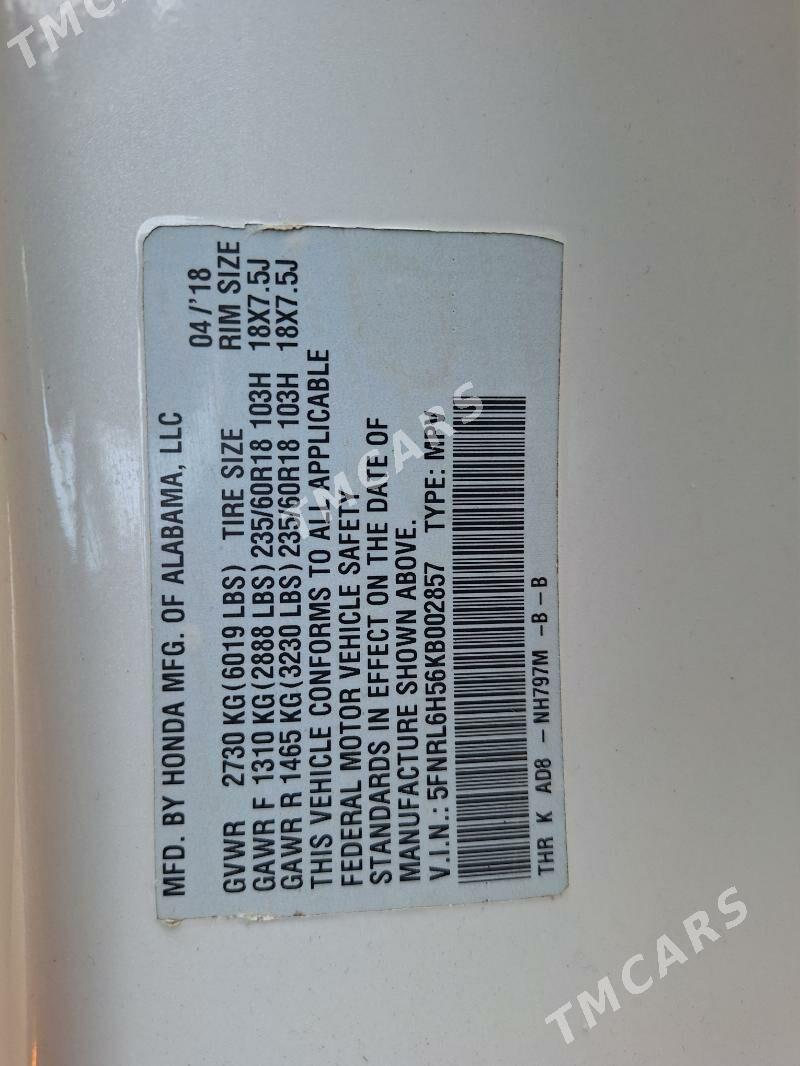 TMCARS
MFD. BY HONDA MFG. OF ALABAMA, LLC 04/'18
GVWR 2730 KG(6019 LBS) TIRE SIZE RIM SIZE
GAWR F 1310 KG(2888 LBS)235/60R18 103H 18X7.5J
GAWR R 1465 KG(3230 LBS)235/60R18 103H 18X7.5J
THIS VEHICLE CONFORMS TO ALL APPLICABLE
FEDERAL MOTOR VEHICLE SAFETY
STANDARDS IN EFFECT ON THE DATE OF
MANUFACTURE SHOWN ABOVE.
V.I.N.: 5FNRL6H56KB002857 TYPE: MPV
THR K AD8 - NH797M -B-B
TMCARS
TMCARS